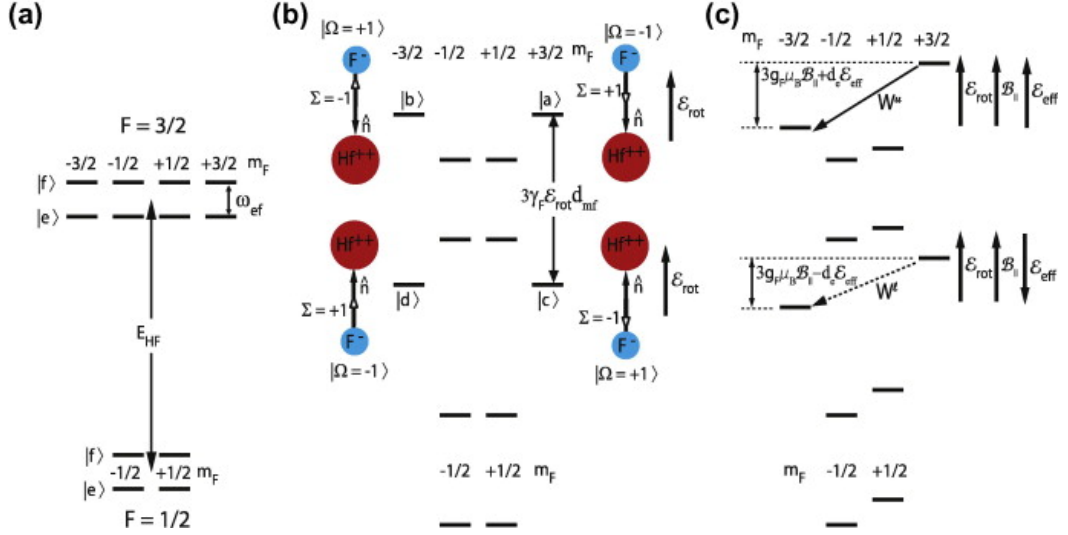 (a)
F = 3/2
-3/2 -1/2 +1/2 +3/2 m_F
|f⟩
ω_ef
|e⟩
E_HF
|f⟩
-1/2 +1/2 m_F
|e⟩
F = 1/2
(b)
|Ω = +1⟩
F⁻
Σ = -1
n̂
Hf⁺⁺
-3/2 -1/2 +1/2 +3/2 m_F
|b⟩ |a⟩
|Ω = -1⟩
F⁻
Σ = +1
n̂
Hf⁺⁺
ℰ_rot
3γ_F ℰ_rot d_mf
Hf⁺⁺
n̂
Σ = +1
F⁻
|Ω = -1⟩
|d⟩ |c⟩
Hf⁺⁺
n̂
Σ = -1
F⁻
|Ω = +1⟩
ℰ_rot
-1/2 +1/2 m_F
(c)
m_F -3/2 -1/2 +1/2 +3/2
3g_F μ_B ℬ_|| + d_e ℰ_eff
W^u
ℰ_rot ℬ_|| ℰ_eff
3g_F μ_B ℬ_|| - d_e ℰ_eff
W^ℓ
ℰ_rot ℬ_|| ℰ_eff
m_F -1/2 +1/2